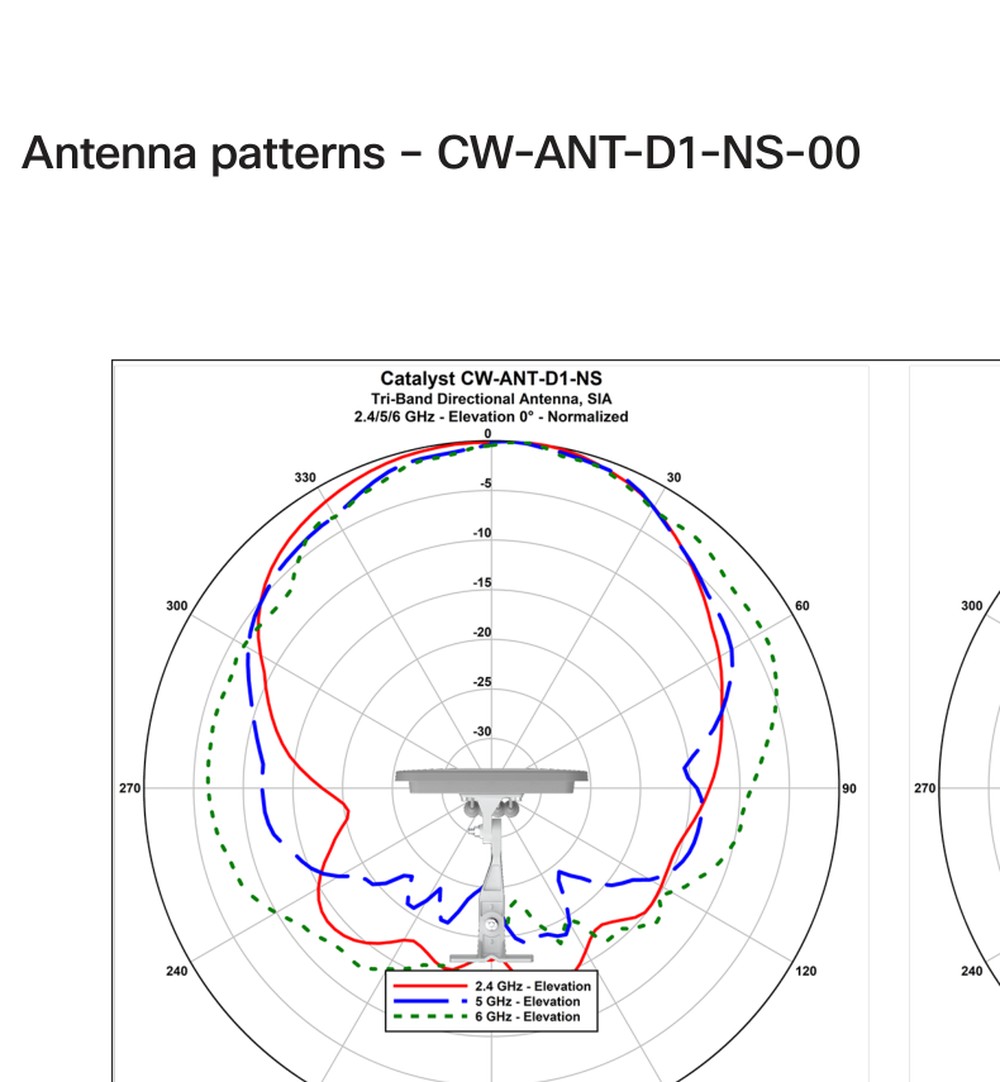 Antenna patterns – CW-ANT-D1-NS-00
Catalyst CW-ANT-D1-NS
Tri-Band Directional Antenna, SIA
2.4/5/6 GHz - Elevation 0° - Normalized
0
330
30
-5
-10
-15
300
60
300
-20
-25
-30
270
90
270
240
120
240
2.4 GHz - Elevation
5 GHz - Elevation
6 GHz - Elevation